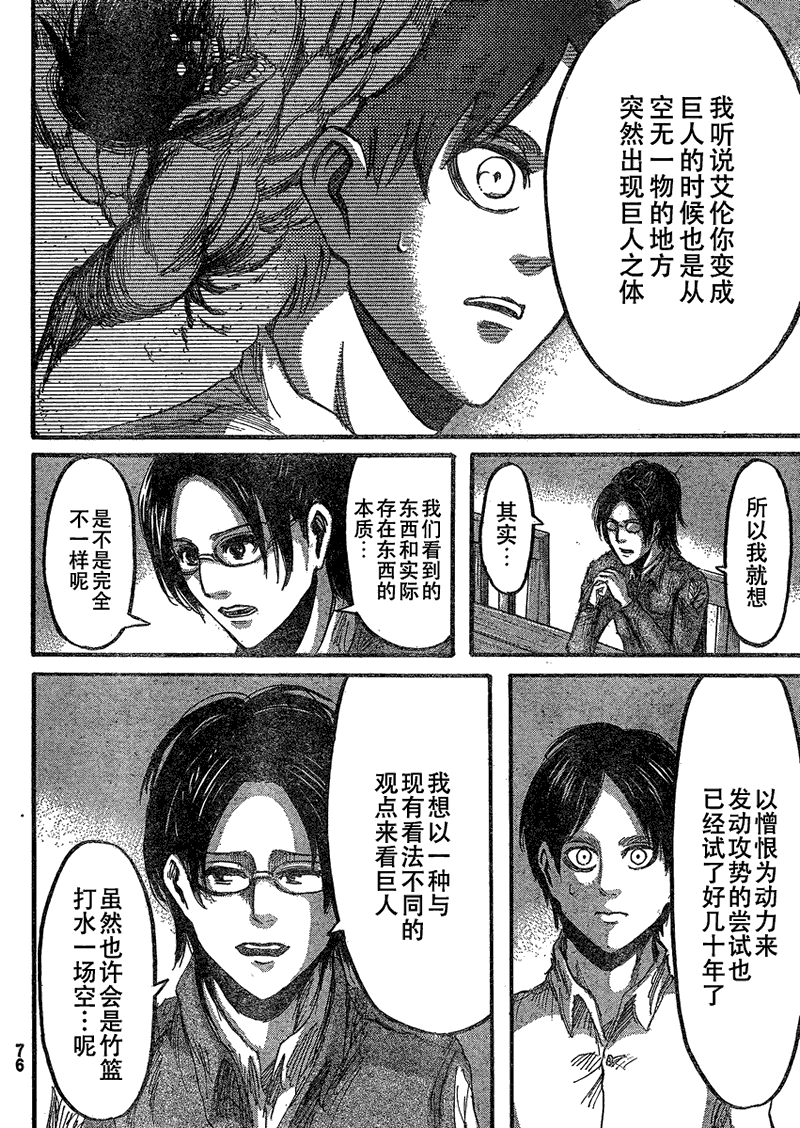 我听说艾伦你变成
巨人的时候也是从
空无一物的地方
突然出现巨人之体
所以我就想
其实…
我们看到的
东西和实际
存在东西的
本质…
是不是完全
不一样呢
以憎恨为动力来
发动攻势的尝试也
已经试了好几十年了
我想以一种与
现有看法不同的
观点来看巨人
虽然也许会是竹篮
打水一场空…呢
76